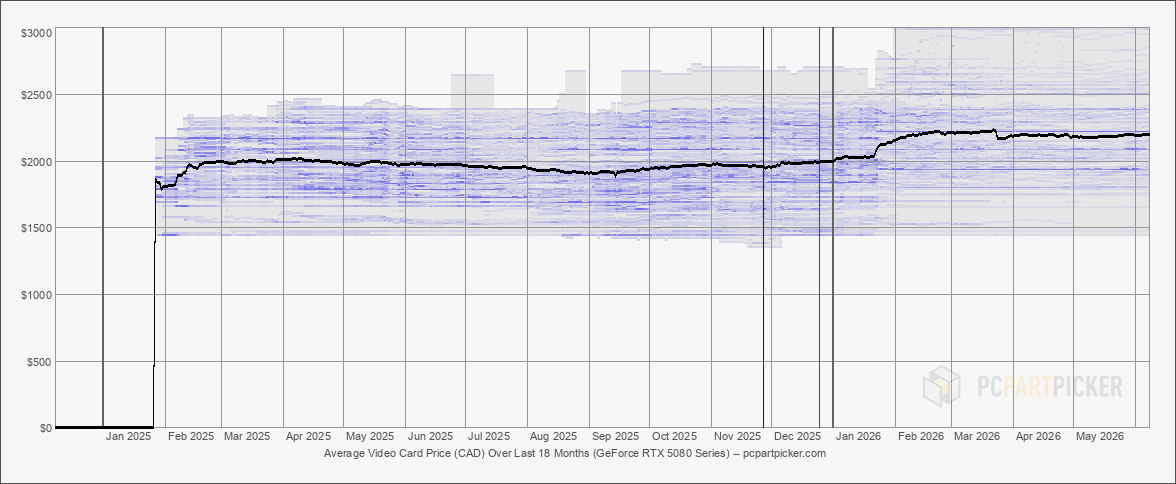 $3000
$2500
$2000
$1500
$1000
$500
$0
PCPARTPICKER
Jan 2025 Feb 2025 Mar 2025 Apr 2025 May 2025 Jun 2025 Jul 2025 Aug 2025 Sep 2025 Oct 2025 Nov 2025 Dec 2025 Jan 2026 Feb 2026 Mar 2026 Apr 2026 May 2026
Average Video Card Price (CAD) Over Last 18 Months (GeForce RTX 5080 Series) -- pcpartpicker.com